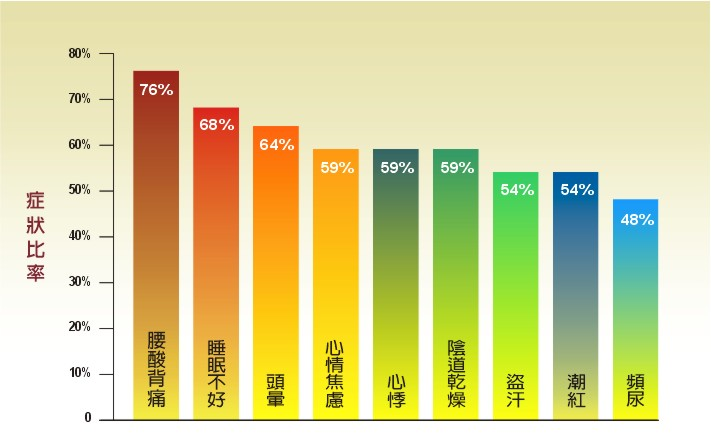 80%
70%
60%
50%
40%
30%
20%
10%
0
症狀比率
76%
68%
64%
59%
59%
59%
54%
54%
48%
腰酸背痛
睡眠不好
頭暈
心情焦慮
心悸
陰道乾燥
盜汗
潮紅
頻尿